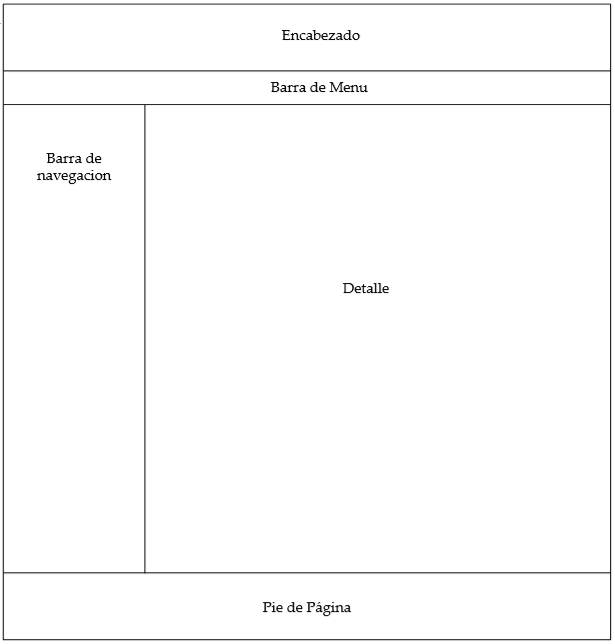 Encabezado
Barra de Menu
Barra de
navegacion
Detalle
Pie de Página